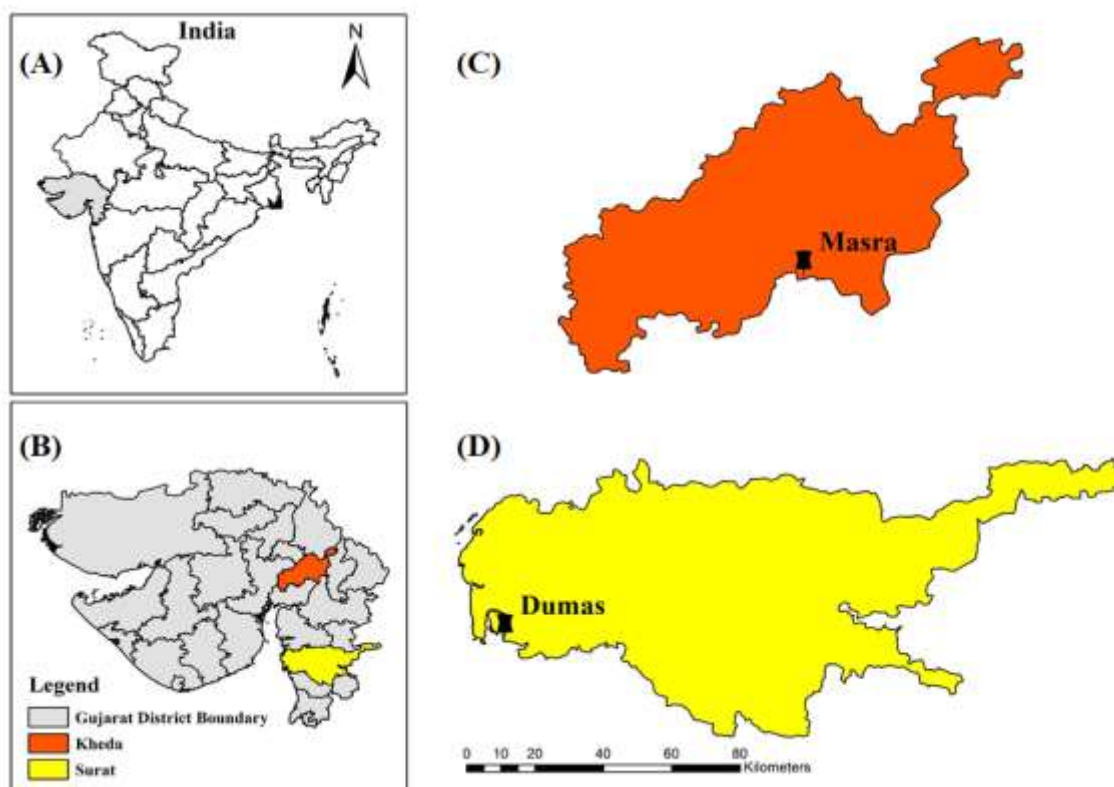 (A)
India
N
(B)
Legend
Gujarat District Boundary
Kheda
Surat
(C)
Masra
(D)
Dumas
0 10 20 40 60 80
Kilometers